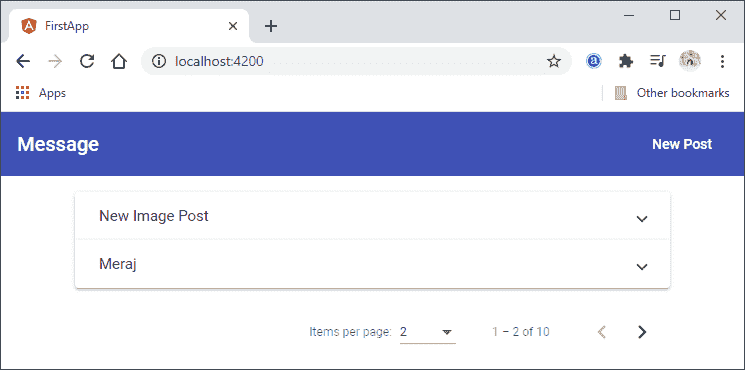 FirstApp
localhost:4200
Apps
Other bookmarks
Message
New Post
New Image Post
Meraj
Items per page: 2
1 – 2 of 10